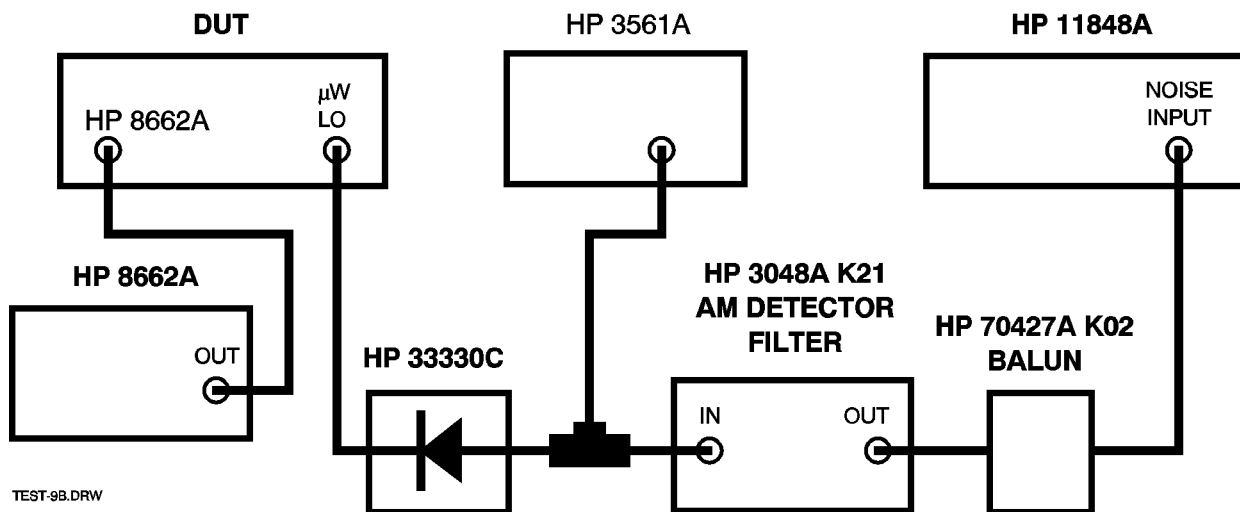 DUT
HP 3561A
HP 11848A
HP 8662A
μW
LO
NOISE
INPUT
HP 8662A
OUT
HP 33330C
HP 3048A K21
AM DETECTOR
FILTER
IN
OUT
HP 70427A K02
BALUN
TEST-9B.DRW